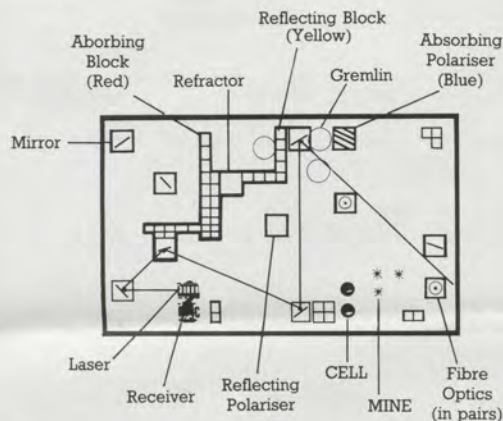 Reflecting Block
(Yellow)
Aborbing
Block
(Red)
Refractor
Gremlin
Absorbing
Polariser
(Blue)
Mirror
Laser
Receiver
Reflecting
Polariser
CELL
MINE
Fibre
Optics
(in pairs)